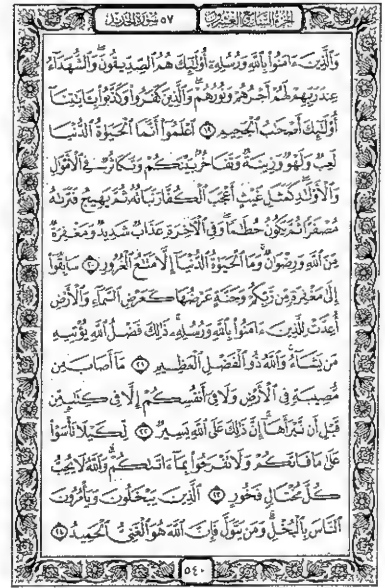 الجزء السابع والعشرون
٥٧ سورة الحديد
وَٱلَّذِينَ ءَامَنُوا۟ بِٱللَّهِ وَرُسُلِهِۦٓ أُو۟لَٰٓئِكَ هُمُ ٱلصِّدِّيقُونَ ۖ وَٱلشُّهَدَآءُ
عِندَ رَبِّهِمْ لَهُمْ أَجْرُهُمْ وَنُورُهُمْ ۖ وَٱلَّذِينَ كَفَرُوا۟ وَكَذَّبُوا۟ بِـَٔايَٰتِنَآ
أُو۟لَٰٓئِكَ أَصْحَٰبُ ٱلْجَحِيمِ ١٩ ٱعْلَمُوٓا۟ أَنَّمَا ٱلْحَيَوٰةُ ٱلدُّنْيَا
لَعِبٌ وَلَهْوٌ وَزِينَةٌ وَتَفَاخُرٌۢ بَيْنَكُمْ وَتَكَاثُرٌ فِى ٱلْأَمْوَٰلِ
وَٱلْأَوْلَٰدِ ۖ كَمَثَلِ غَيْثٍ أَعْجَبَ ٱلْكُفَّارَ نَبَاتُهُۥ ثُمَّ يَهِيجُ فَتَرَىٰهُ
مُصْفَرًّا ثُمَّ يَكُونُ حُطَٰمًا ۖ وَفِى ٱلْـَٔاخِرَةِ عَذَابٌ شَدِيدٌ وَمَغْفِرَةٌ
مِّنَ ٱللَّهِ وَرِضْوَٰنٌ ۚ وَمَا ٱلْحَيَوٰةُ ٱلدُّنْيَآ إِلَّا مَتَٰعُ ٱلْغُرُورِ ٢٠ سَابِقُوٓا۟
إِلَىٰ مَغْفِرَةٍ مِّن رَّبِّكُمْ وَجَنَّةٍ عَرْضُهَا كَعَرْضِ ٱلسَّمَآءِ وَٱلْأَرْضِ
أُعِدَّتْ لِلَّذِينَ ءَامَنُوا۟ بِٱللَّهِ وَرُسُلِهِۦ ۚ ذَٰلِكَ فَضْلُ ٱللَّهِ يُؤْتِيهِ
مَن يَشَآءُ ۚ وَٱللَّهُ ذُو ٱلْفَضْلِ ٱلْعَظِيمِ ٢١ مَآ أَصَابَ مِن
مُّصِيبَةٍ فِى ٱلْأَرْضِ وَلَا فِىٓ أَنفُسِكُمْ إِلَّا فِى كِتَٰبٍ مِّن
قَبْلِ أَن نَّبْرَأَهَآ ۚ إِنَّ ذَٰلِكَ عَلَى ٱللَّهِ يَسِيرٌ ٢٢ لِّكَيْلَا تَأْسَوْا۟
عَلَىٰ مَا فَاتَكُمْ وَلَا تَفْرَحُوا۟ بِمَآ ءَاتَىٰكُمْ ۗ وَٱللَّهُ لَا يُحِبُّ
كُلَّ مُخْتَالٍ فَخُورٍ ٢٣ ٱلَّذِينَ يَبْخَلُونَ وَيَأْمُرُونَ
ٱلنَّاسَ بِٱلْبُخْلِ ۗ وَمَن يَتَوَلَّ فَإِنَّ ٱللَّهَ هُوَ ٱلْغَنِىُّ ٱلْحَمِيدُ ٢٤
٥٤٠